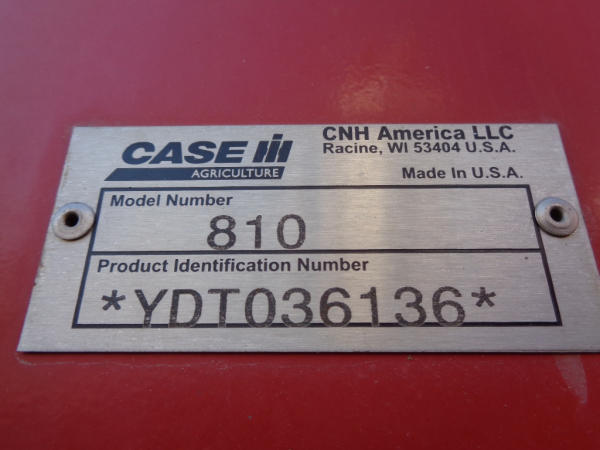 CASE IH
AGRICULTURE
CNH America LLC
Racine, WI 53404 U.S.A.
Made In U.S.A.
Model Number
810
Product Identification Number
*YDT036136*